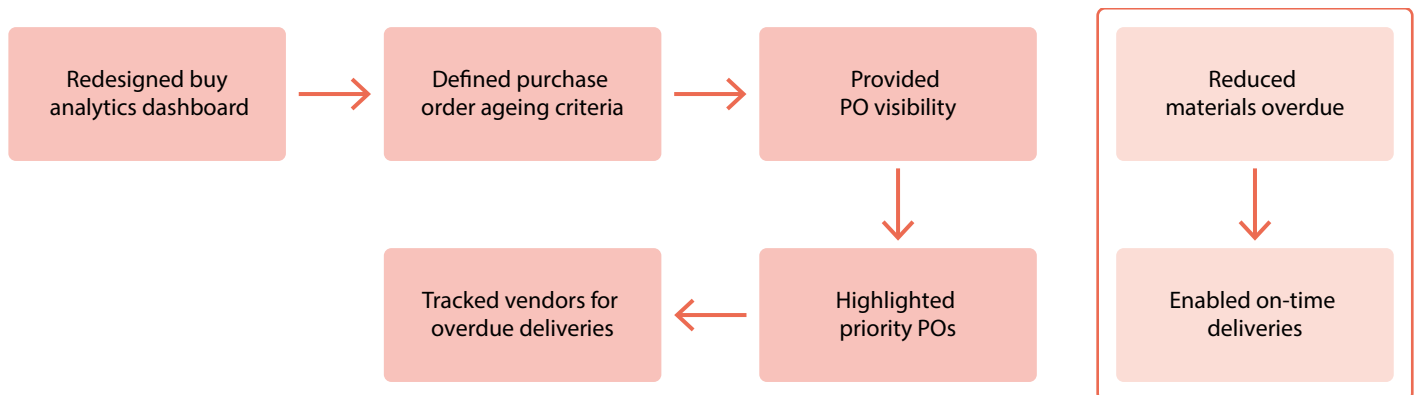 Redesigned buy
analytics dashboard
Defined purchase
order ageing criteria
Provided
PO visibility
Highlighted
priority POs
Tracked vendors for
overdue deliveries
Reduced
materials overdue
Enabled on-time
deliveries